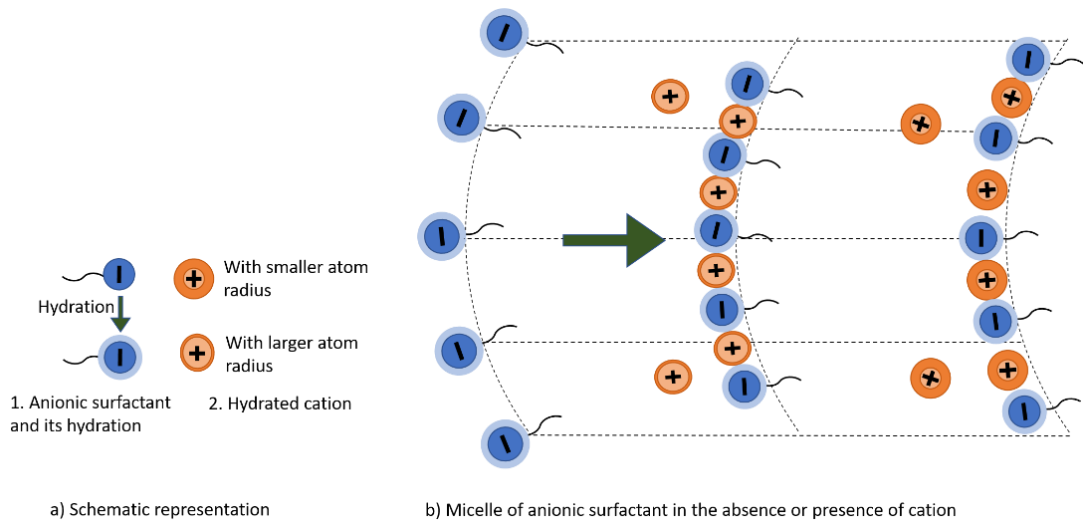 With smaller atom
radius
Hydration
With larger atom
radius
1. Anionic surfactant
and its hydration
2. Hydrated cation
a) Schematic representation
b) Micelle of anionic surfactant in the absence or presence of cation